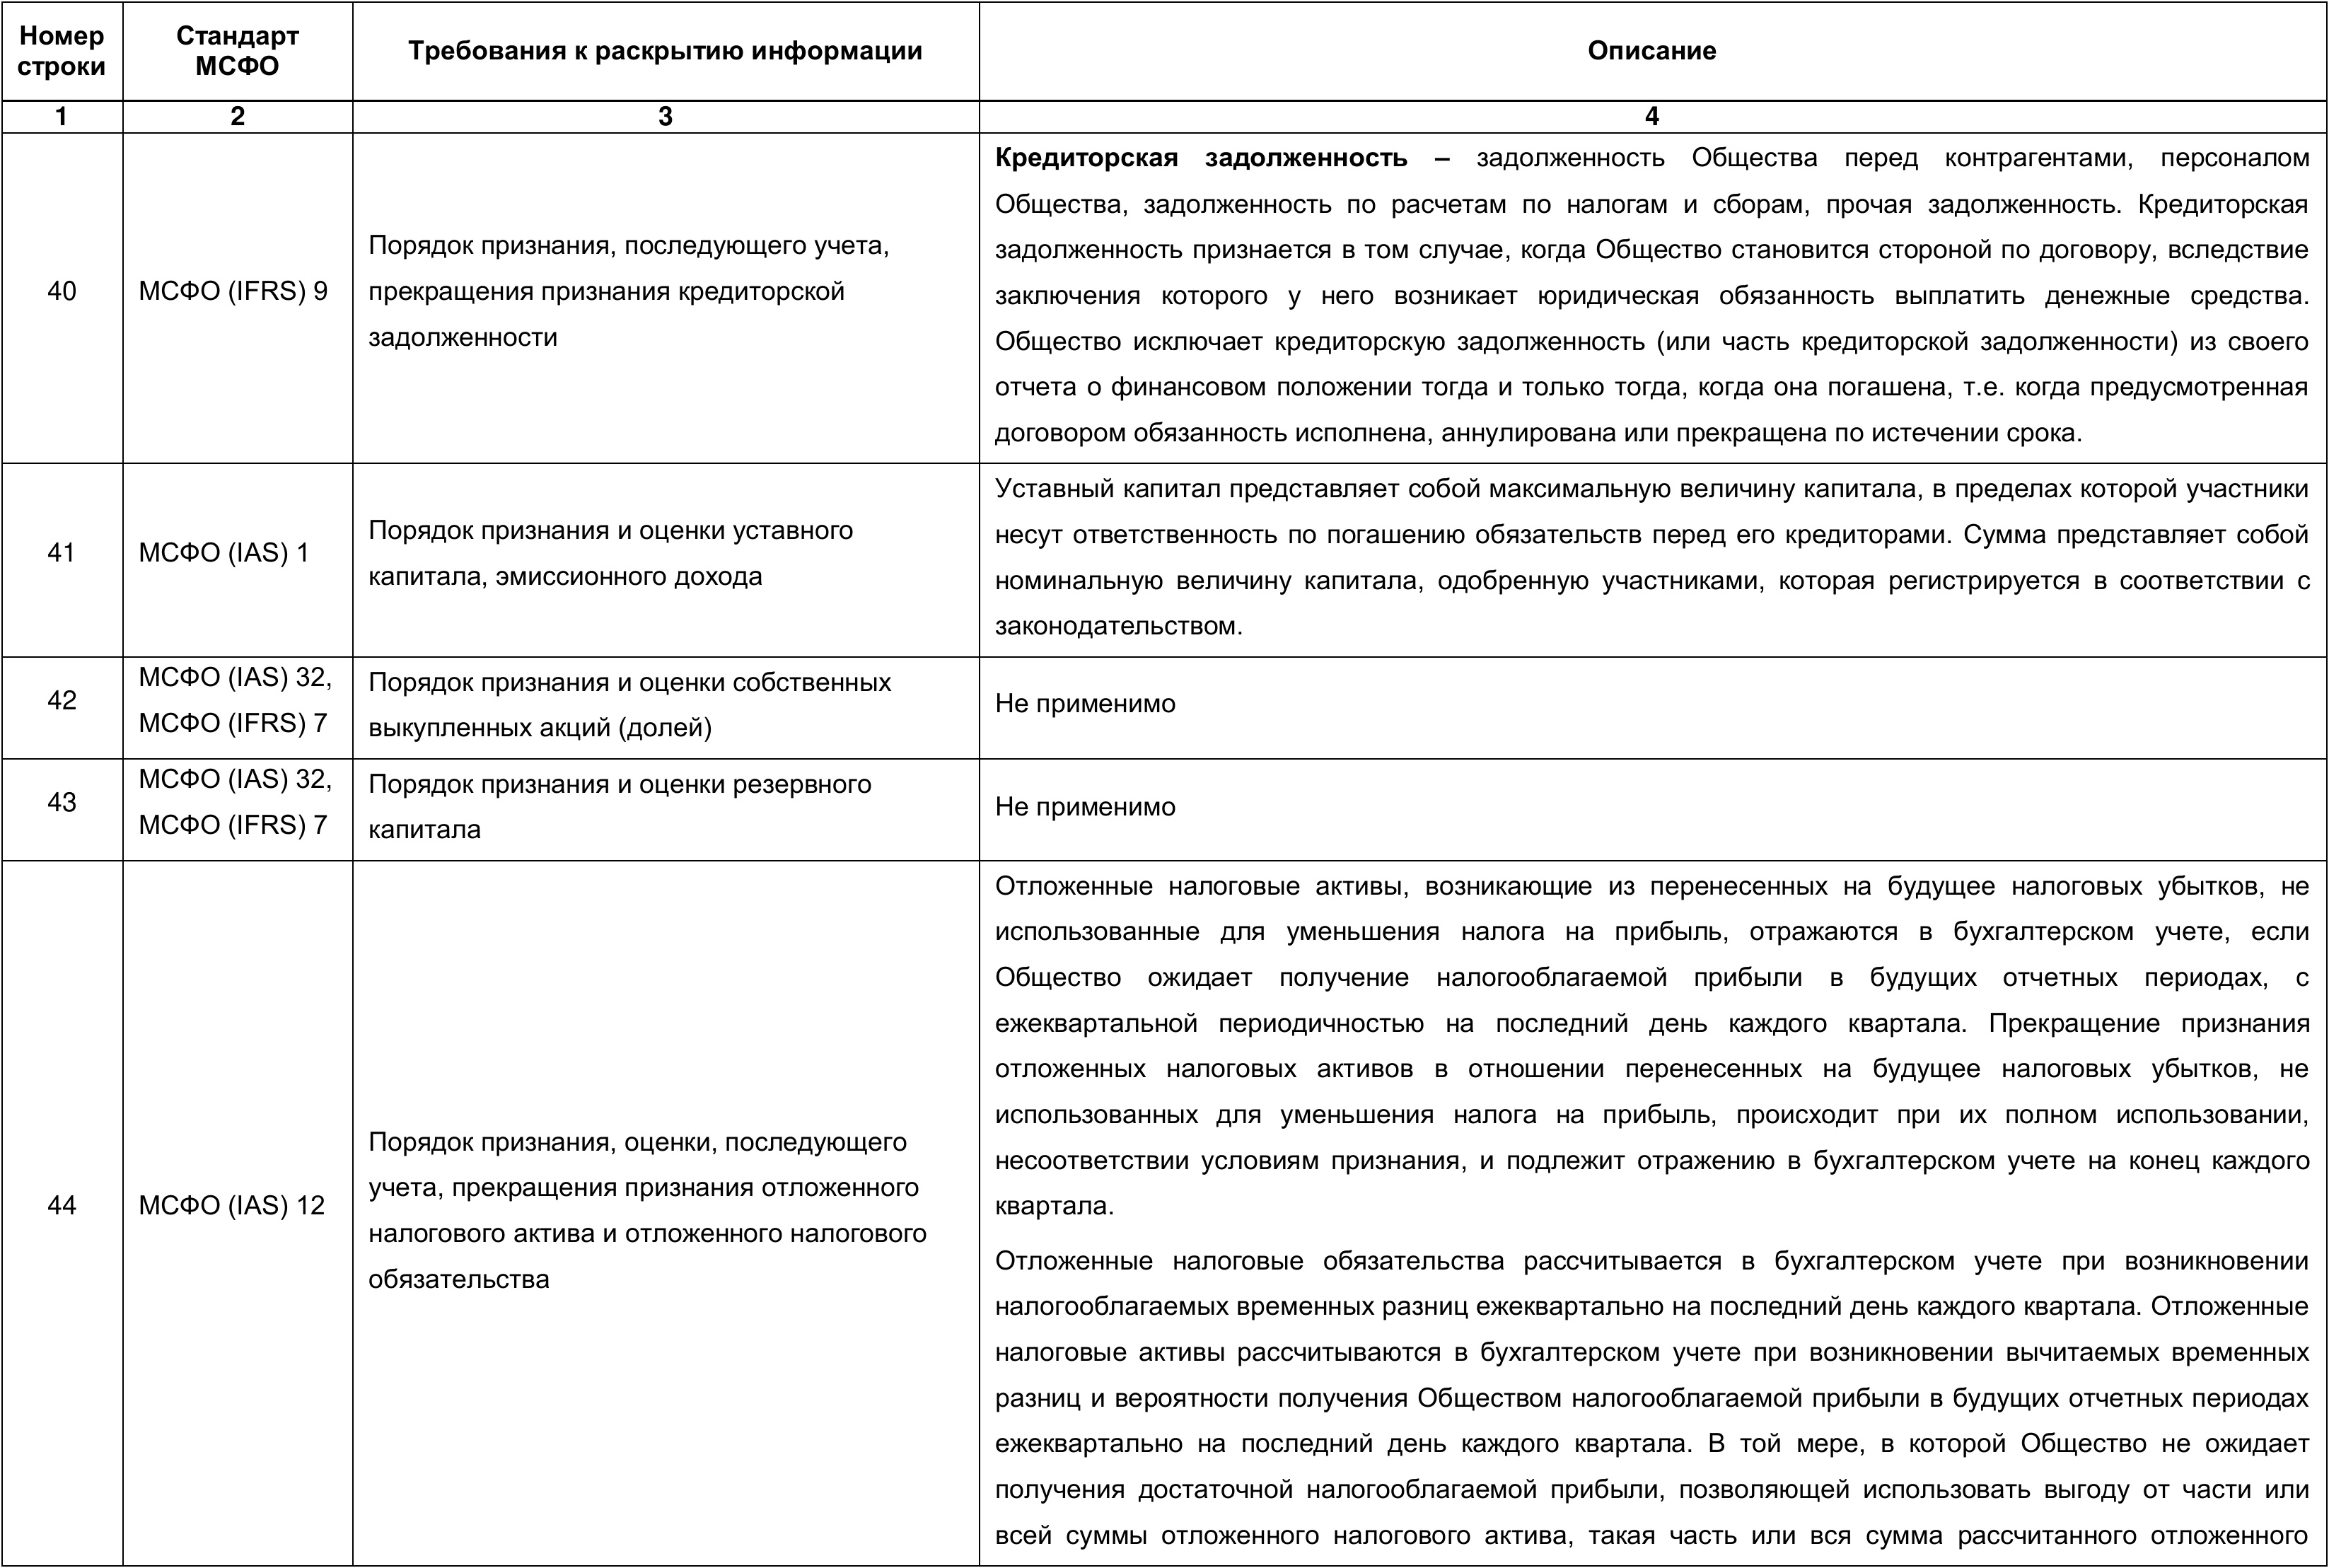 Номер строки
Стандарт МСФО
Требования к раскрытию информации
Описание
1
2
3
4
40
МСФО (IFRS) 9
Порядок признания, последующего учета,
прекращения признания кредиторской
задолженности
Кредиторская задолженность – задолженность Общества перед контрагентами, персоналом
Общества, задолженность по расчетам по налогам и сборам, прочая задолженность. Кредиторская
задолженность признается в том случае, когда Общество становится стороной по договору, вследствие
заключения которого у него возникает юридическая обязанность выплатить денежные средства.
Общество исключает кредиторскую задолженность (или часть кредиторской задолженности) из своего
отчета о финансовом положении тогда и только тогда, когда она погашена, т.е. когда предусмотренная
договором обязанность исполнена, аннулирована или прекращена по истечении срока.
41
МСФО (IAS) 1
Порядок признания и оценки уставного
капитала, эмиссионного дохода
Уставный капитал представляет собой максимальную величину капитала, в пределах которой участники
несут ответственность по погашению обязательств перед его кредиторами. Сумма представляет собой
номинальную величину капитала, одобренную участниками, которая регистрируется в соответствии с
законодательством.
42
МСФО (IAS) 32,
МСФО (IFRS) 7
Порядок признания и оценки собственных
выкупленных акций (долей)
Не применимо
43
МСФО (IAS) 32,
МСФО (IFRS) 7
Порядок признания и оценки резервного
капитала
Не применимо
44
МСФО (IAS) 12
Порядок признания, оценки, последующего
учета, прекращения признания отложенного
налогового актива и отложенного налогового
обязательства
Отложенные налоговые активы, возникающие из перенесенных на будущее налоговых убытков, не
использованные для уменьшения налога на прибыль, отражаются в бухгалтерском учете, если
Общество ожидает получение налогооблагаемой прибыли в будущих отчетных периодах, с
ежеквартальной периодичностью на последний день каждого квартала. Прекращение признания
отложенных налоговых активов в отношении перенесенных на будущее налоговых убытков, не
использованных для уменьшения налога на прибыль, происходит при их полном использовании,
несоответствии условиям признания, и подлежит отражению в бухгалтерском учете на конец каждого
квартала.
Отложенные налоговые обязательства рассчитывается в бухгалтерском учете при возникновении
налогооблагаемых временных разниц ежеквартально на последний день каждого квартала. Отложенные
налоговые активы рассчитываются в бухгалтерском учете при возникновении вычитаемых временных
разниц и вероятности получения Обществом налогооблагаемой прибыли в будущих отчетных периодах
ежеквартально на последний день каждого квартала. В той мере, в которой Общество не ожидает
получения достаточной налогооблагаемой прибыли, позволяющей использовать выгоду от части или
всей суммы отложенного налогового актива, такая часть или вся сумма рассчитанного отложенного